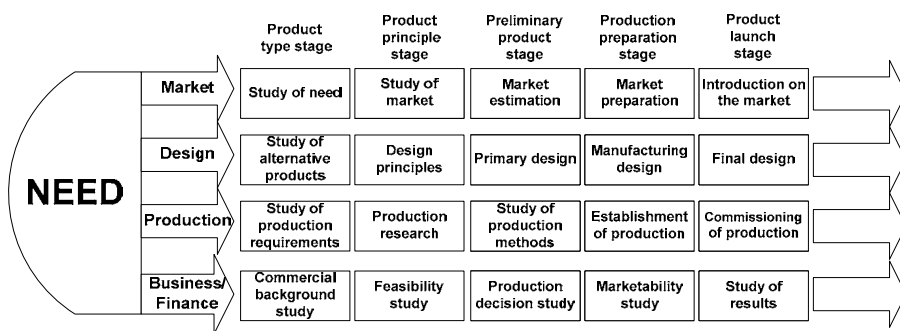 Product
type stage
Product
principle
stage
Preliminary
product
stage
Production
preparation
stage
Product
launch
stage
NEED
Market
Study of need
Study of
market
Market
estimation
Market
preparation
Introduction on
the market
Design
Study of
alternative
products
Design
principles
Primary design
Manufacturing
design
Final design
Production
Study of
production
requirements
Production
research
Study of
production
methods
Establishment
of production
Commissioning
of production
Business/
Finance
Commercial
background
study
Feasibility
study
Production
decision study
Marketability
study
Study of
results